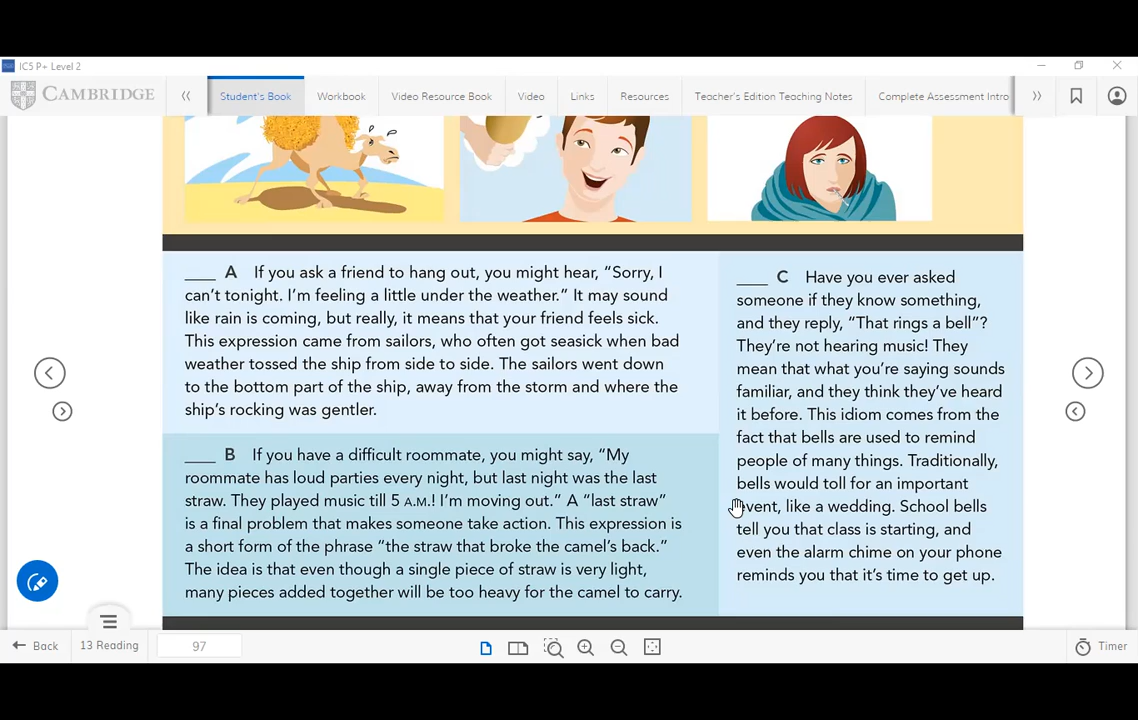 IC5 P+ Level 2
CAMBRIDGE
Student's Book
Workbook
Video Resource Book
Video
Links
Resources
Teacher's Edition Teaching Notes
Complete Assessment Intro
____ A If you ask a friend to hang out, you might hear, “Sorry, I
can’t tonight. I’m feeling a little under the weather.” It may sound
like rain is coming, but really, it means that your friend feels sick.
This expression came from sailors, who often got seasick when bad
weather tossed the ship from side to side. The sailors went down
to the bottom part of the ship, away from the storm and where the
ship’s rocking was gentler.
____ B If you have a difficult roommate, you might say, “My
roommate has loud parties every night, but last night was the last
straw. They played music till 5 A.M.! I’m moving out.” A “last straw”
is a final problem that makes someone take action. This expression is
a short form of the phrase “the straw that broke the camel’s back.”
The idea is that even though a single piece of straw is very light,
many pieces added together will be too heavy for the camel to carry.
____ C Have you ever asked
someone if they know something,
and they reply, “That rings a bell”?
They’re not hearing music! They
mean that what you’re saying sounds
familiar, and they think they’ve heard
it before. This idiom comes from the
fact that bells are used to remind
people of many things. Traditionally,
bells would toll for an important
event, like a wedding. School bells
tell you that class is starting, and
even the alarm chime on your phone
reminds you that it’s time to get up.
Back
13 Reading
97
Timer